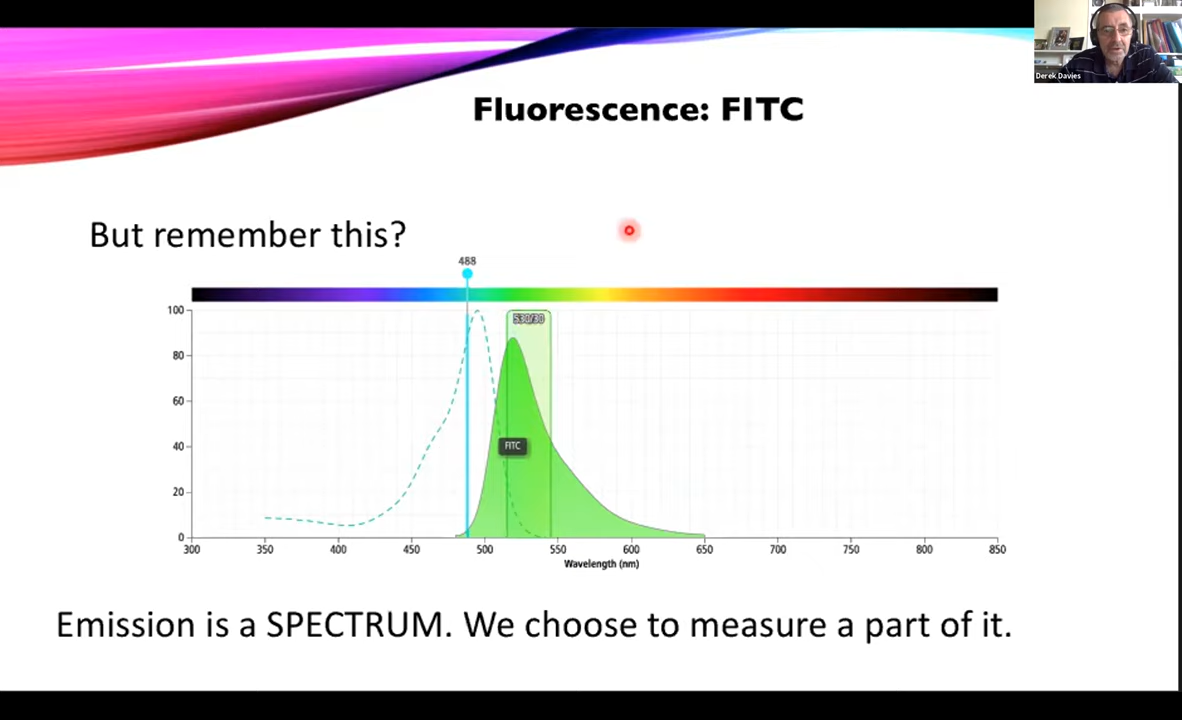 Derek Davies
Fluorescence: FITC
But remember this?
488
530/30
100
80
60
40
20
0
FITC
300 350 400 450 500 550 600 650 700 750 800 850
Wavelength (nm)
Emission is a SPECTRUM. We choose to measure a part of it.